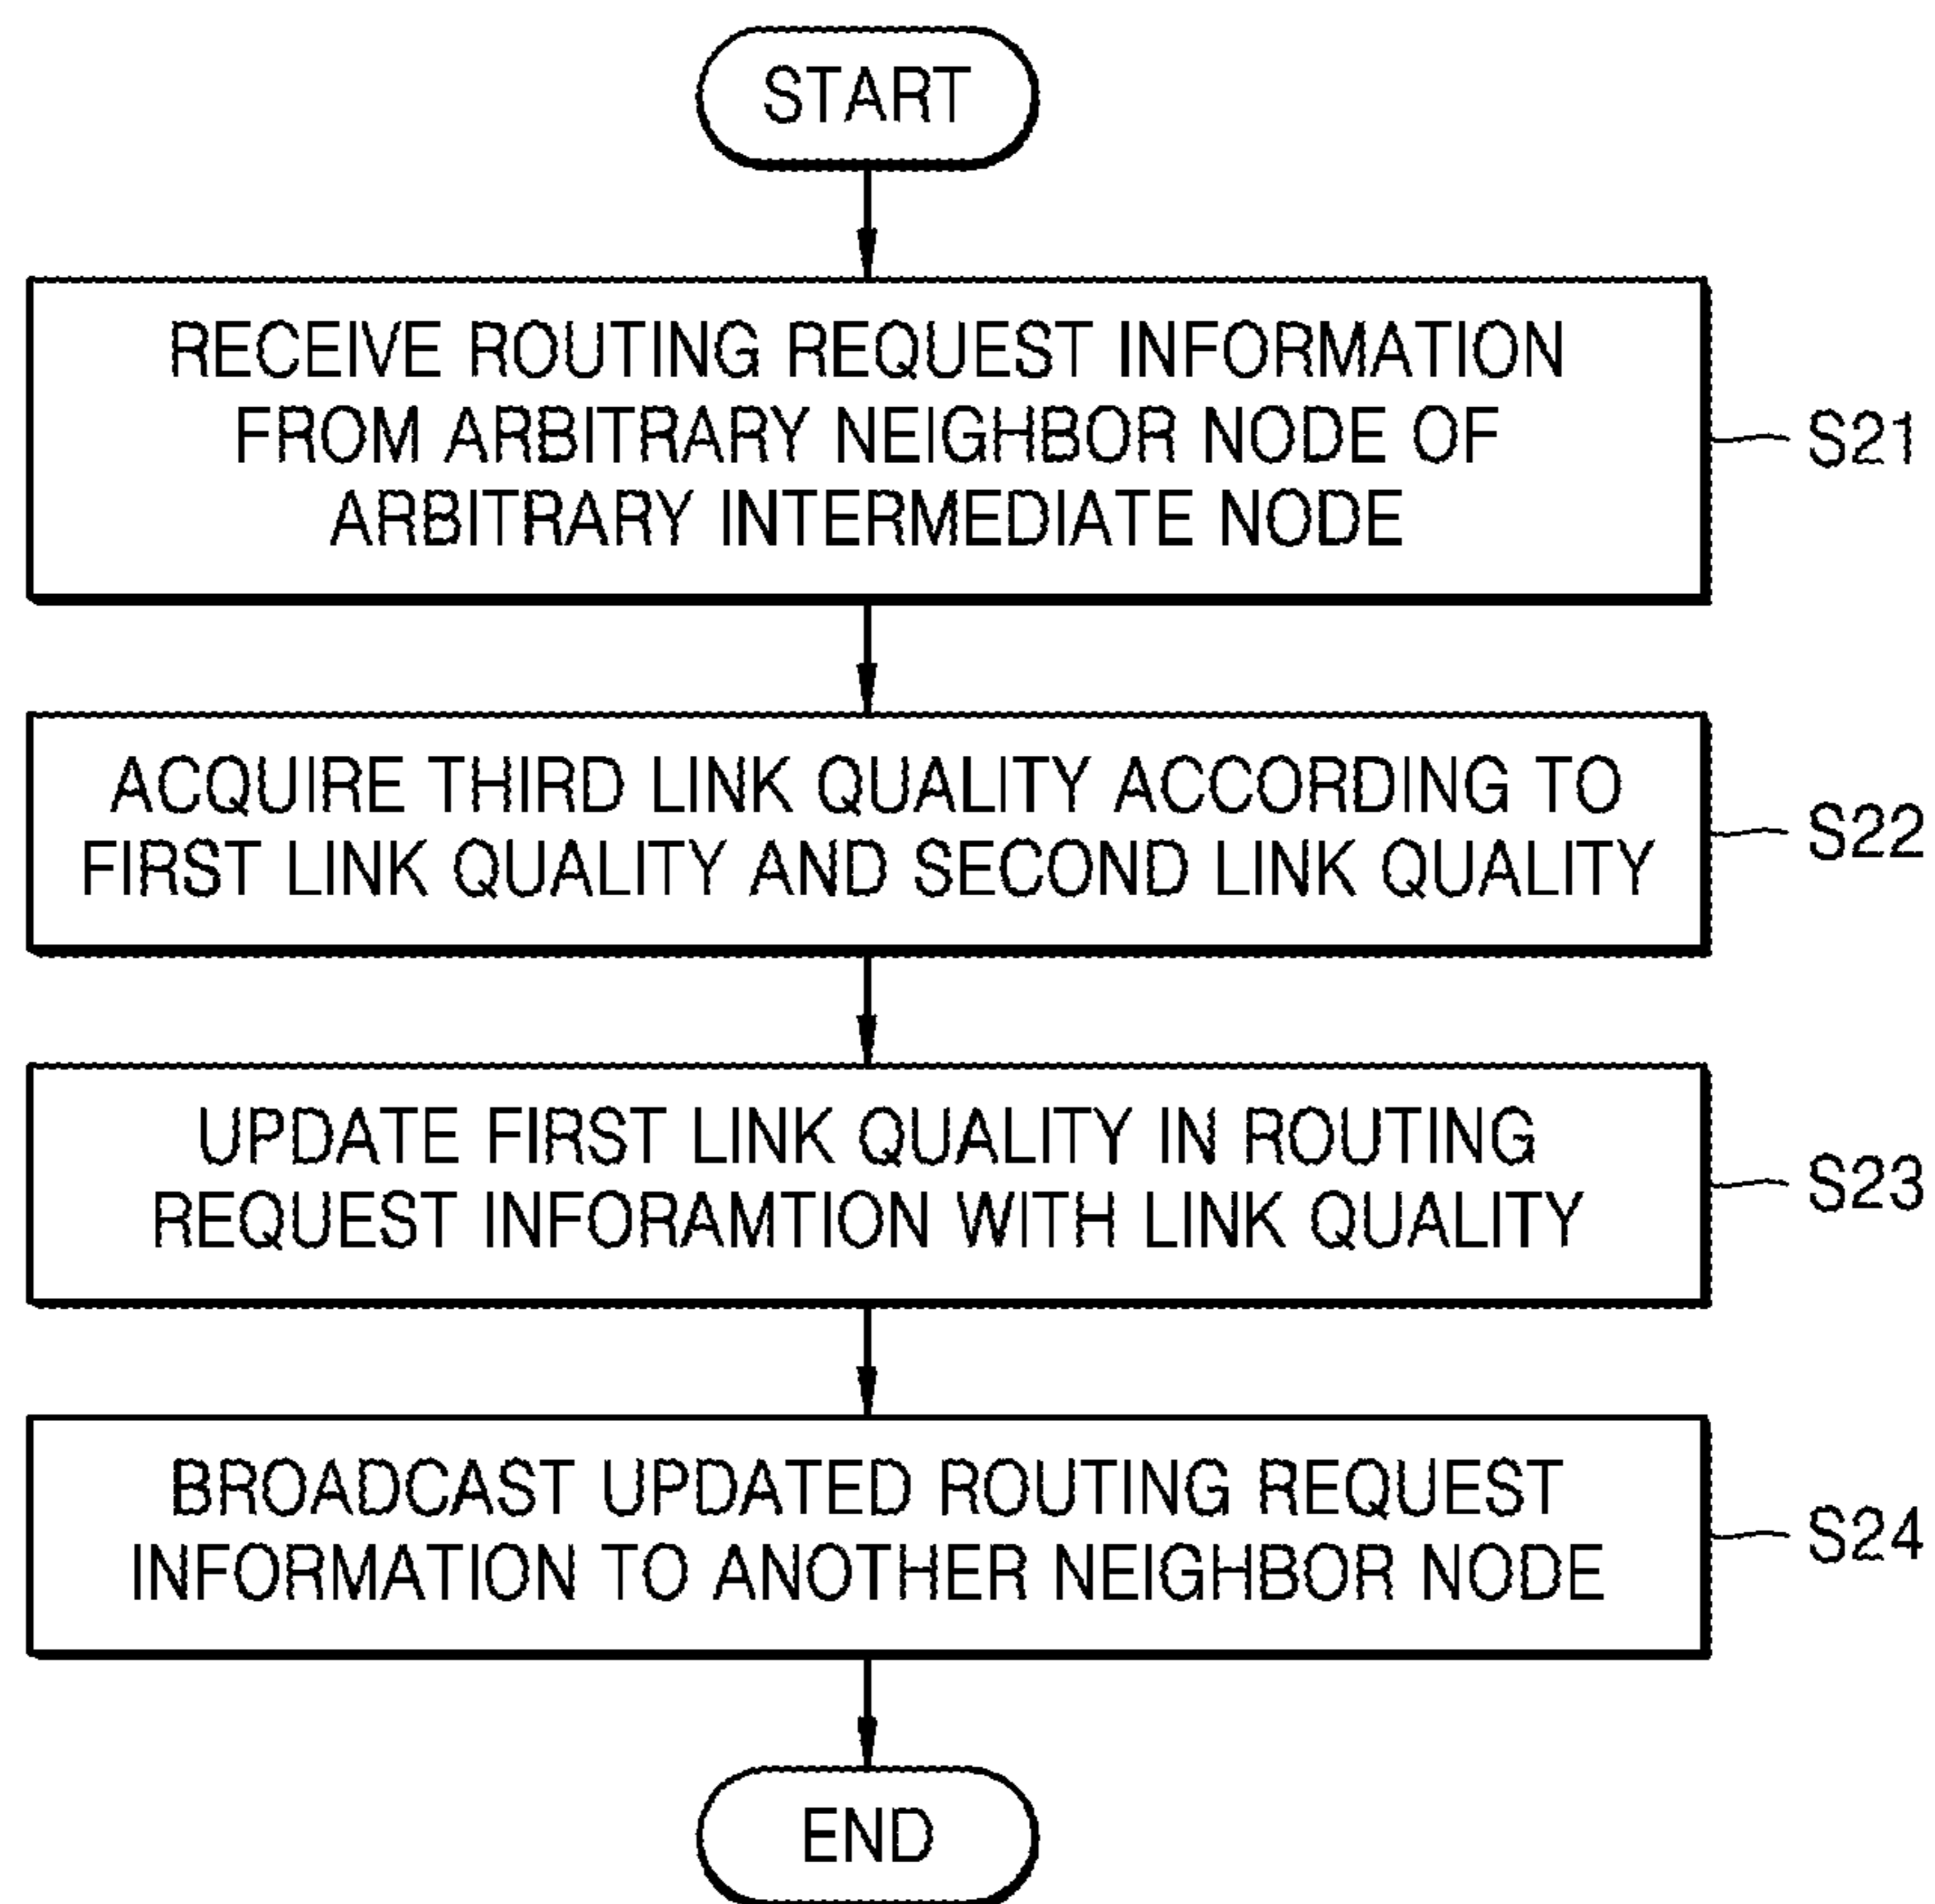 START
RECEIVE ROUTING REQUEST INFORMATION
FROM ARBITRARY NEIGHBOR NODE OF
ARBITRARY INTERMEDIATE NODE
S21
ACQUIRE THIRD LINK QUALITY ACCORDING TO
FIRST LINK QUALITY AND SECOND LINK QUALITY
S22
UPDATE FIRST LINK QUALITY IN ROUTING
REQUEST INFORAMTION WITH LINK QUALITY
S23
BROADCAST UPDATED ROUTING REQUEST
INFORMATION TO ANOTHER NEIGHBOR NODE
S24
END